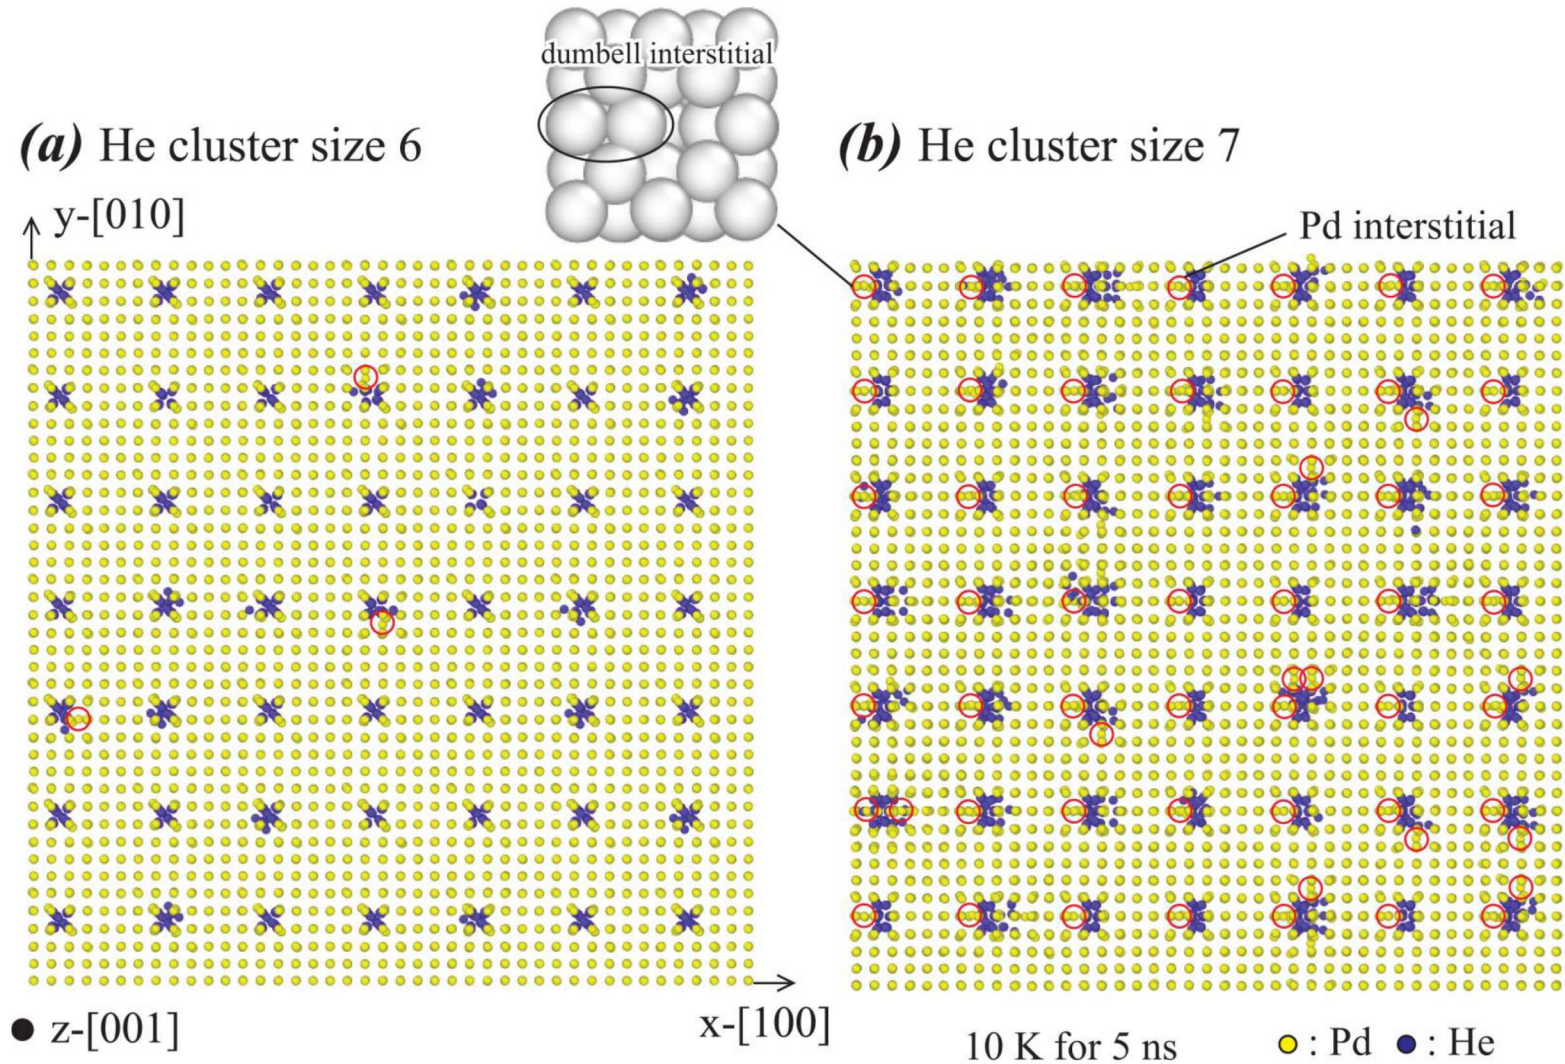 dumbell interstitial
(a) He cluster size 6
(b) He cluster size 7
y-[010]
Pd interstitial
z-[001]
x-[100]
10 K for 5 ns
: Pd
: He